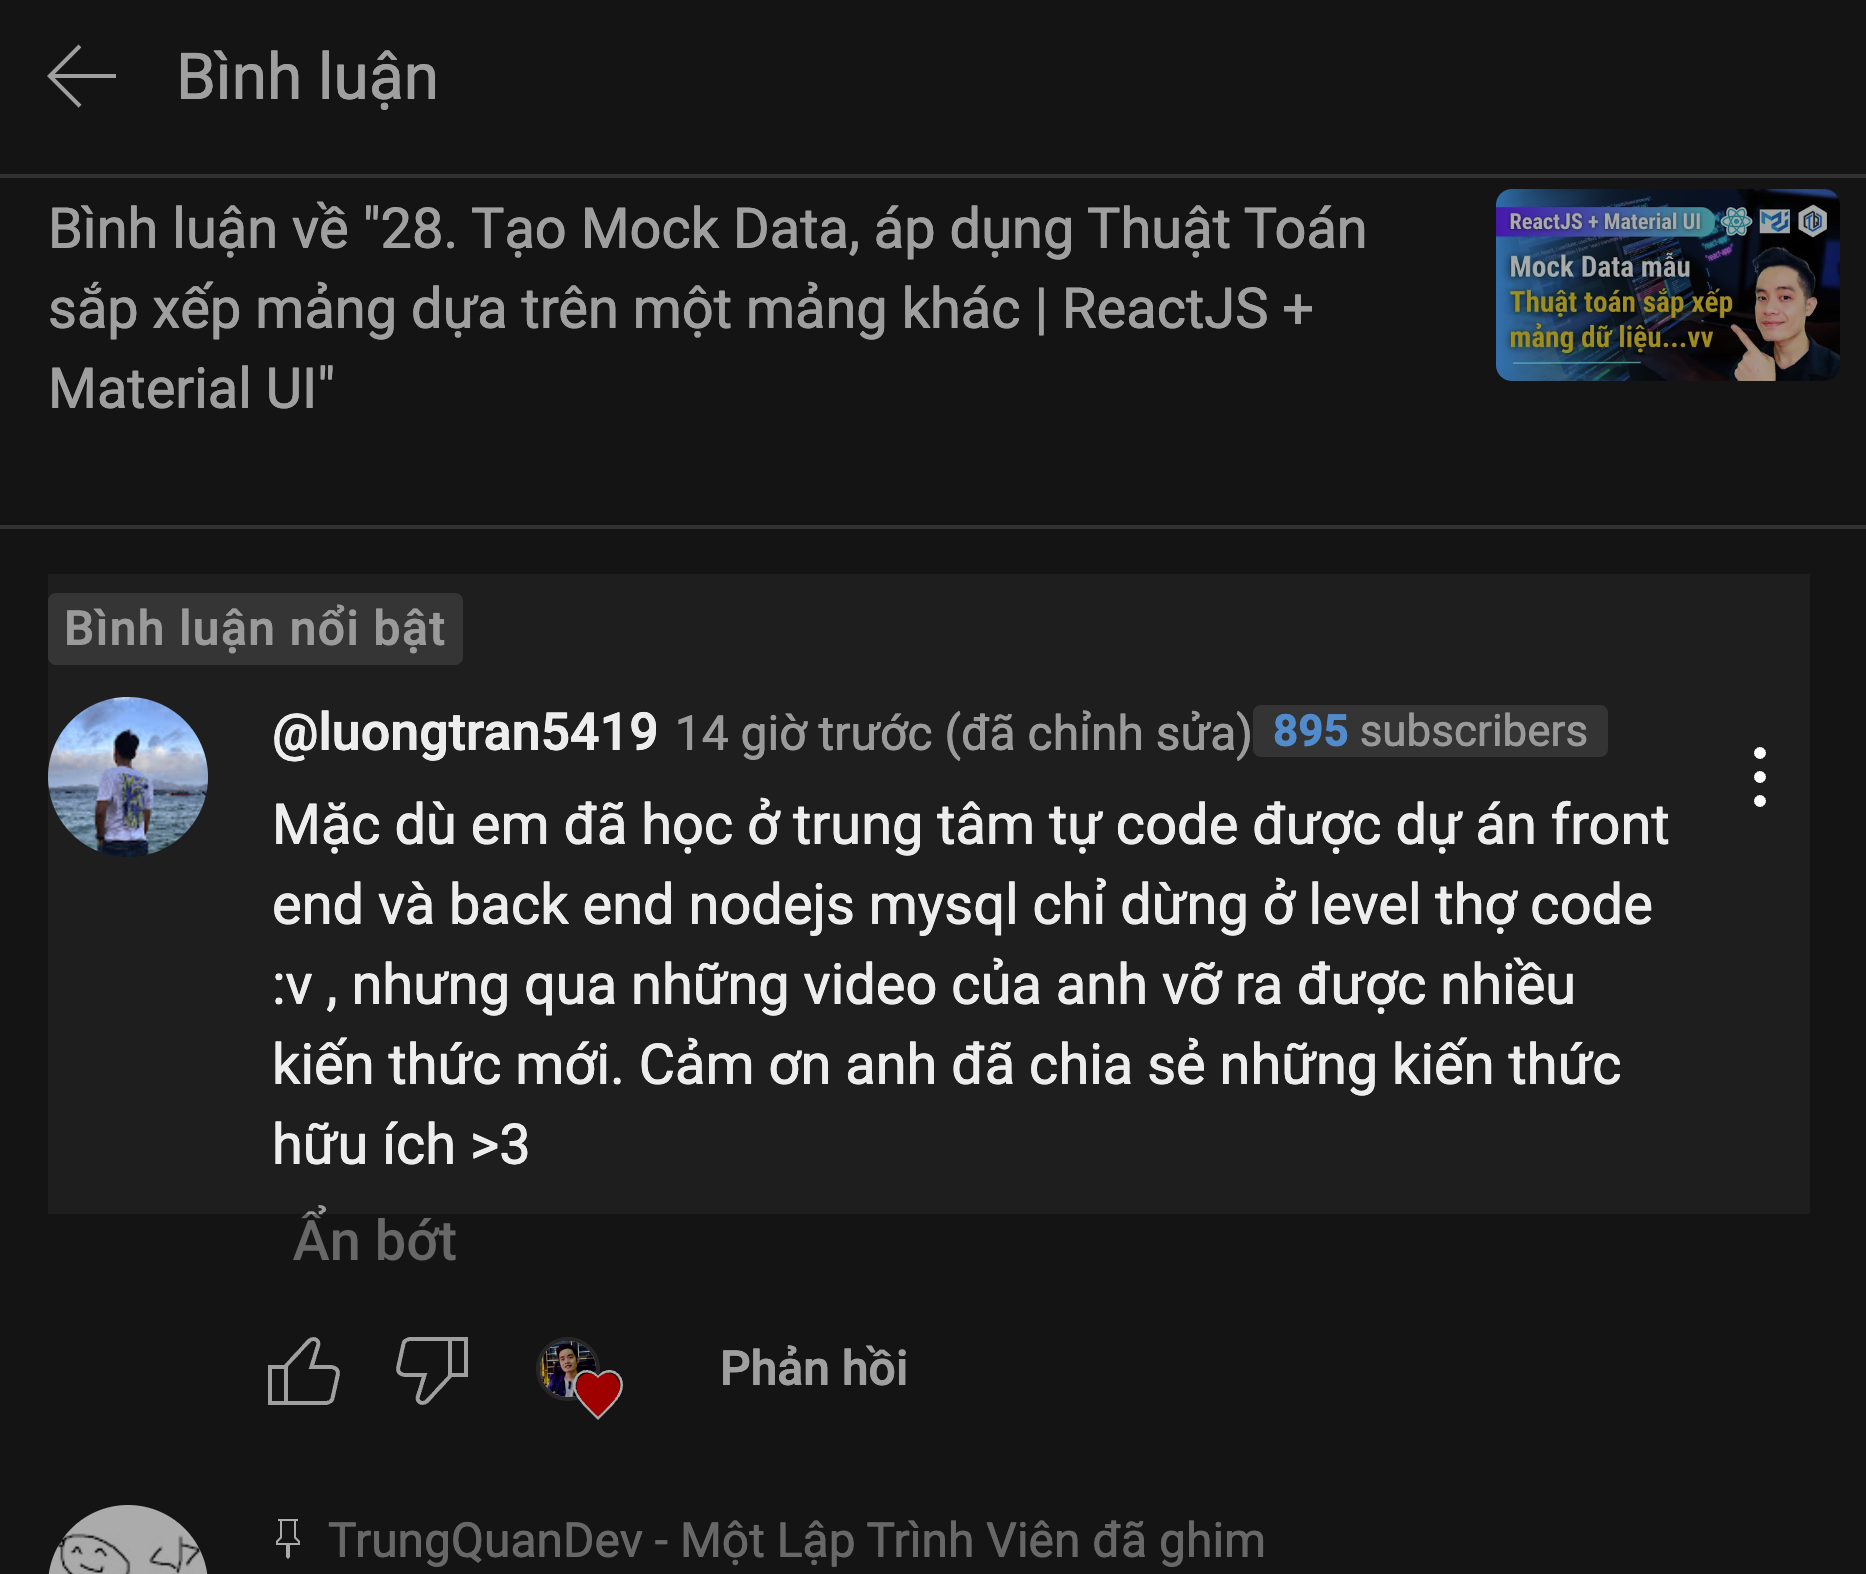 Bình luận
Bình luận về "28. Tạo Mock Data, áp dụng Thuật Toán
sắp xếp mảng dựa trên một mảng khác | ReactJS +
Material UI"
ReactJS + Material UI
Mock Data mẫu
Thuật toán sắp xếp
mảng dữ liệu...vv
Bình luận nổi bật
@luongtran5419 14 giờ trước (đã chỉnh sửa) 895 subscribers
Mặc dù em đã học ở trung tâm tự code được dự án front
end và back end nodejs mysql chỉ dừng ở level thợ code
:v , nhưng qua những video của anh vỡ ra được nhiều
kiến thức mới. Cảm ơn anh đã chia sẻ những kiến thức
hữu ích >3
Ẩn bớt
Phản hồi
TrungQuanDev - Một Lập Trình Viên đã ghim